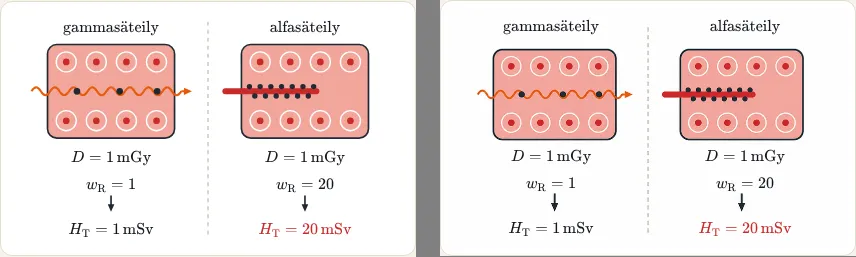 gammasäteily
alfasäteily
D = 1 mGy
D = 1 mGy
w_R = 1
w_R = 20
H_T = 1 mSv
H_T = 20 mSv
gammasäteily
alfasäteily
D = 1 mGy
D = 1 mGy
w_R = 1
w_R = 20
H_T = 1 mSv
H_T = 20 mSv